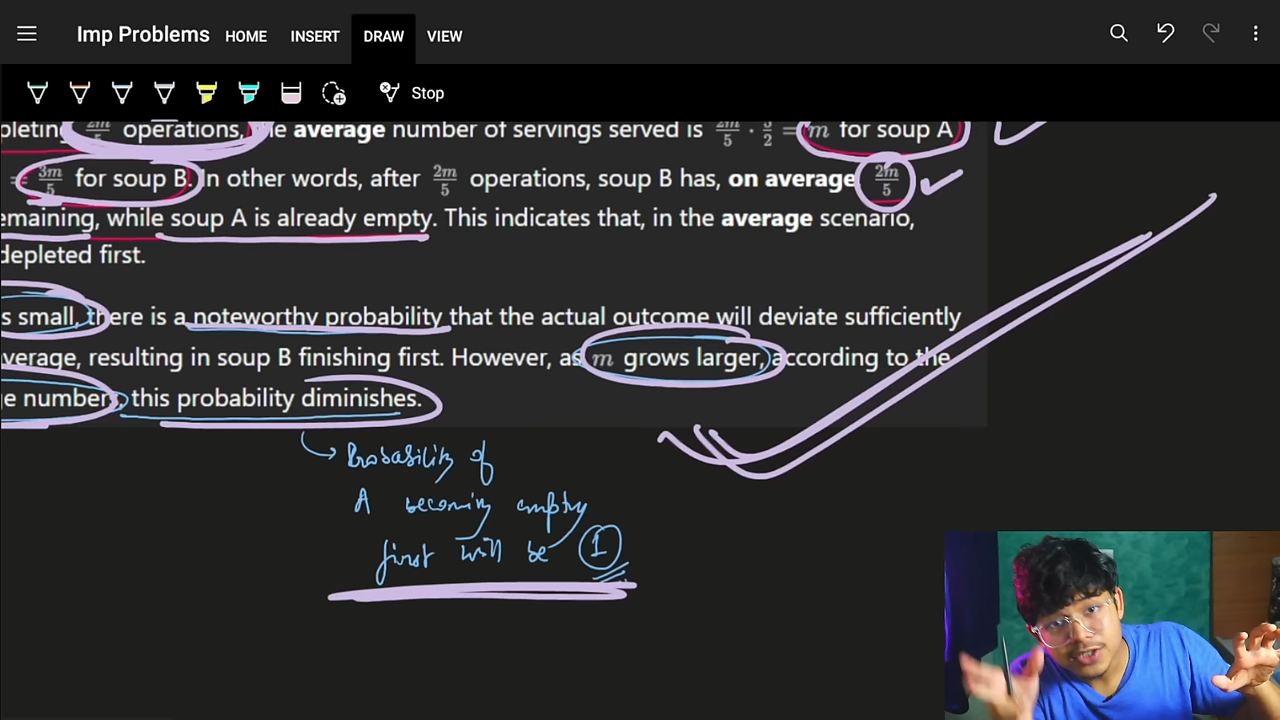 Imp Problems HOME INSERT DRAW VIEW
Stop
pleting 2m/5 operations, the average number of servings served is 2m/5 · 5/2 = m for soup A
= 3m/5 for soup B. In other words, after 2m/5 operations, soup B has, on average 2m/5
emaining, while soup A is already empty. This indicates that, in the average scenario,
depleted first.
s small, there is a noteworthy probability that the actual outcome will deviate sufficiently
verage, resulting in soup B finishing first. However, as m grows larger, according to the
e numbers, this probability diminishes.
Probability of
A becoming empty
first will be 1